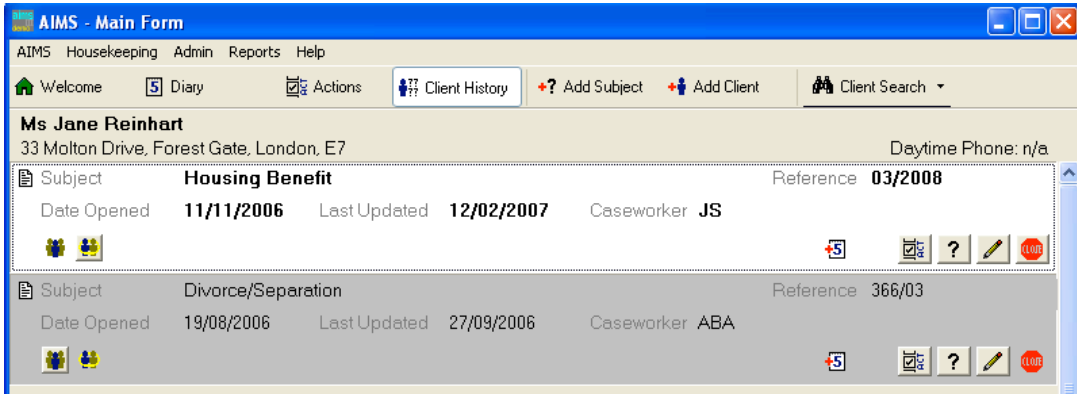 AIMS - Main Form
AIMS Housekeeping Admin Reports Help
Welcome 5 Diary Actions ?? ?? Client History +? Add Subject + Add Client Client Search
Ms Jane Reinhart
33 Molton Drive, Forest Gate, London, E7 Daytime Phone: n/a
Subject Housing Benefit Reference 03/2008
Date Opened 11/11/2006 Last Updated 12/02/2007 Caseworker JS
+5 ? CLOSE
Subject Divorce/Separation Reference 366/03
Date Opened 19/08/2006 Last Updated 27/09/2006 Caseworker ABA
+5 ? CLOSE